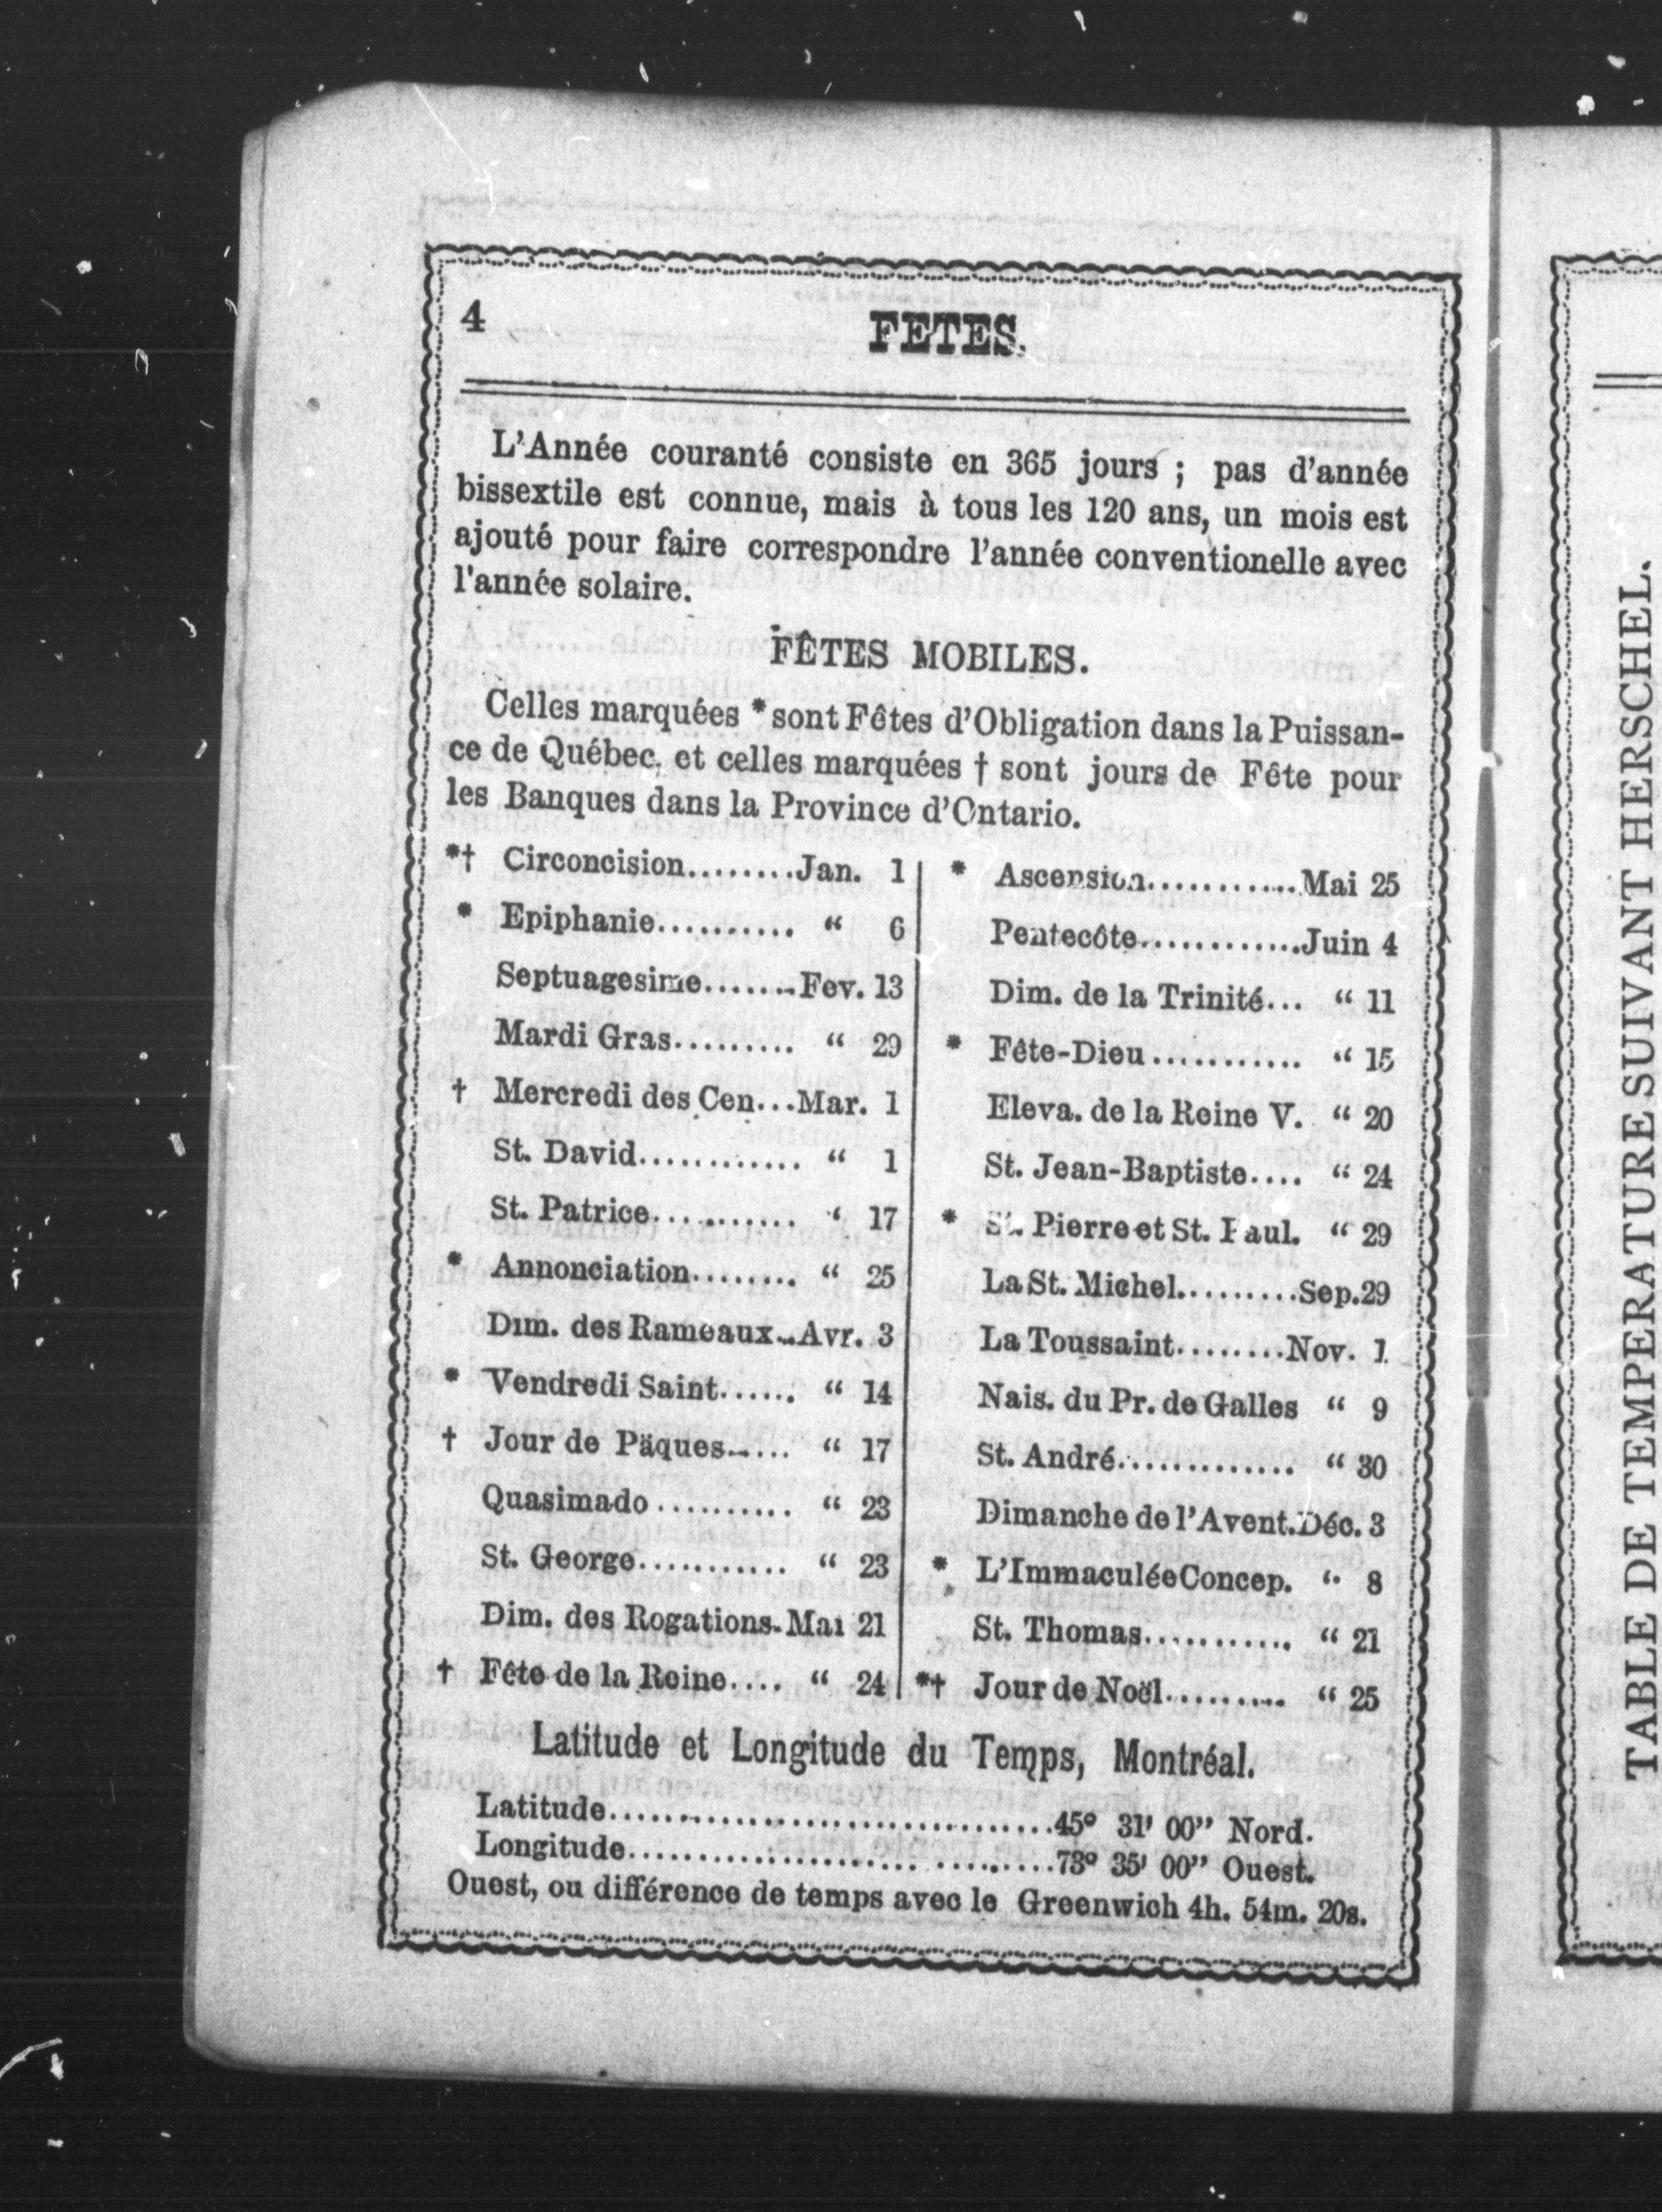 4
FETES.
L'Année couranté consiste en 365 jours ; pas d'année
bissextile est connue, mais à tous les 120 ans, un mois est
ajouté pour faire correspondre l'année conventionelle avec
l'année solaire.
FÊTES MOBILES.
Celles marquées * sont Fêtes d'Obligation dans la Puissan-
ce de Québec, et celles marquées † sont jours de Fête pour
les Banques dans la Province d'Ontario.
*† Circoncision........Jan. 1
* Epiphanie.......... “ 6
Septuagesime.......Fev. 13
Mardi Gras......... “ 29
† Mercredi des Cen...Mar. 1
St. David............ “ 1
St. Patrice........... ‘ 17
* Annonciation........ “ 25
Dim. des Rameaux...Avr. 3
* Vendredi Saint...... “ 14
† Jour de Päques..... “ 17
Quasimado .......... “ 23
St. George........... “ 23
Dim. des Rogations. Mai 21
† Fête de la Reine.... “ 24
* Ascension............Mai 25
Pentecôte............Juin 4
Dim. de la Trinité... “ 11
* Fête-Dieu ........... “ 15
Eleva. de la Reine V. “ 20
St. Jean-Baptiste.... “ 24
* St. Pierre et St. Paul. “ 29
La St. Michel.........Sep. 29
La Toussaint........Nov. 1
Nais. du Pr. de Galles “ 9
St. André............. “ 30
Dimanche de l'Avent.Déc. 3
* L'Immaculée Concep. “ 8
St. Thomas........... “ 21
*† Jour de Noël......... “ 25
Latitude et Longitude du Temps, Montréal.
Latitude.................................45° 31' 00” Nord.
Longitude..................... .........73° 35' 00” Ouest.
Ouest, ou différence de temps avec le Greenwich 4h. 54m. 20s.
TABLE DE TEMPERATURE SUIVANT HERSCHEL.